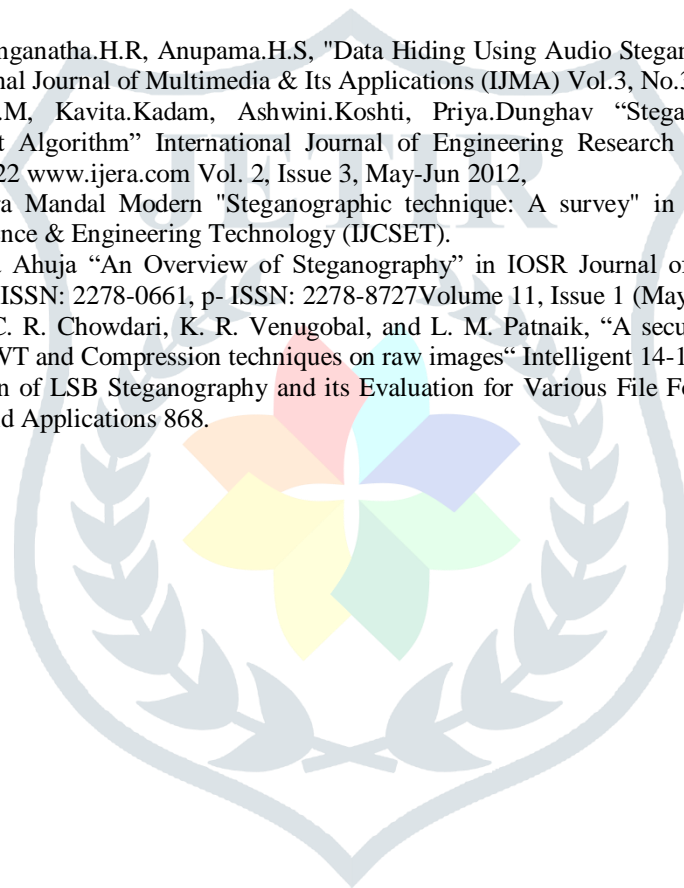 nganatha.H.R, Anupama.H.S, "Data Hiding Using Audio Stegan
nal Journal of Multimedia & Its Applications (IJMA) Vol.3, No.3
.M, Kavita.Kadam, Ashwini.Koshti, Priya.Dunghav “Stega
t Algorithm” International Journal of Engineering Research
22 www.ijera.com Vol. 2, Issue 3, May-Jun 2012,
ra Mandal Modern "Steganographic technique: A survey" in
ence & Engineering Technology (IJCSET).
Ahuja “An Overview of Steganography” in IOSR Journal of
ISSN: 2278-0661, p- ISSN: 2278-8727Volume 11, Issue 1 (May
C. R. Chowdari, K. R. Venugobal, and L. M. Patnaik, “A secu
WT and Compression techniques on raw images“ Intelligent 14-1
n of LSB Steganography and its Evaluation for Various File Fo
d Applications 868.
JETIR